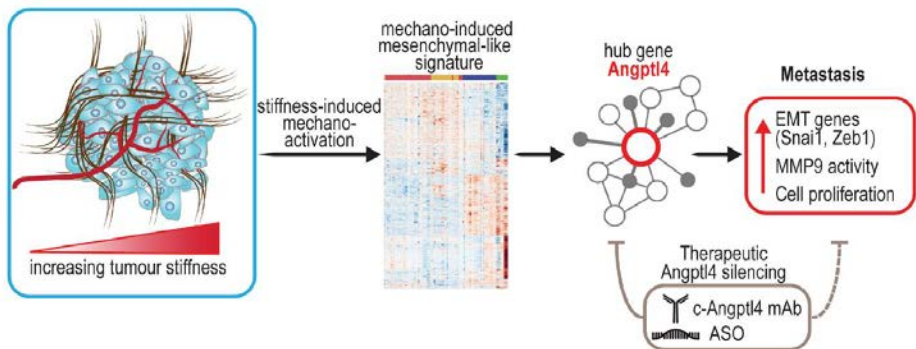 increasing tumour stiffness
stiffness-induced
mechano-
activation
mechano-induced
mesenchymal-like
signature
hub gene
Angptl4
Metastasis
EMT genes
(Snai1, Zeb1)
MMP9 activity
Cell proliferation
Therapeutic
Angptl4 silencing
c-Angptl4 mAb
ASO